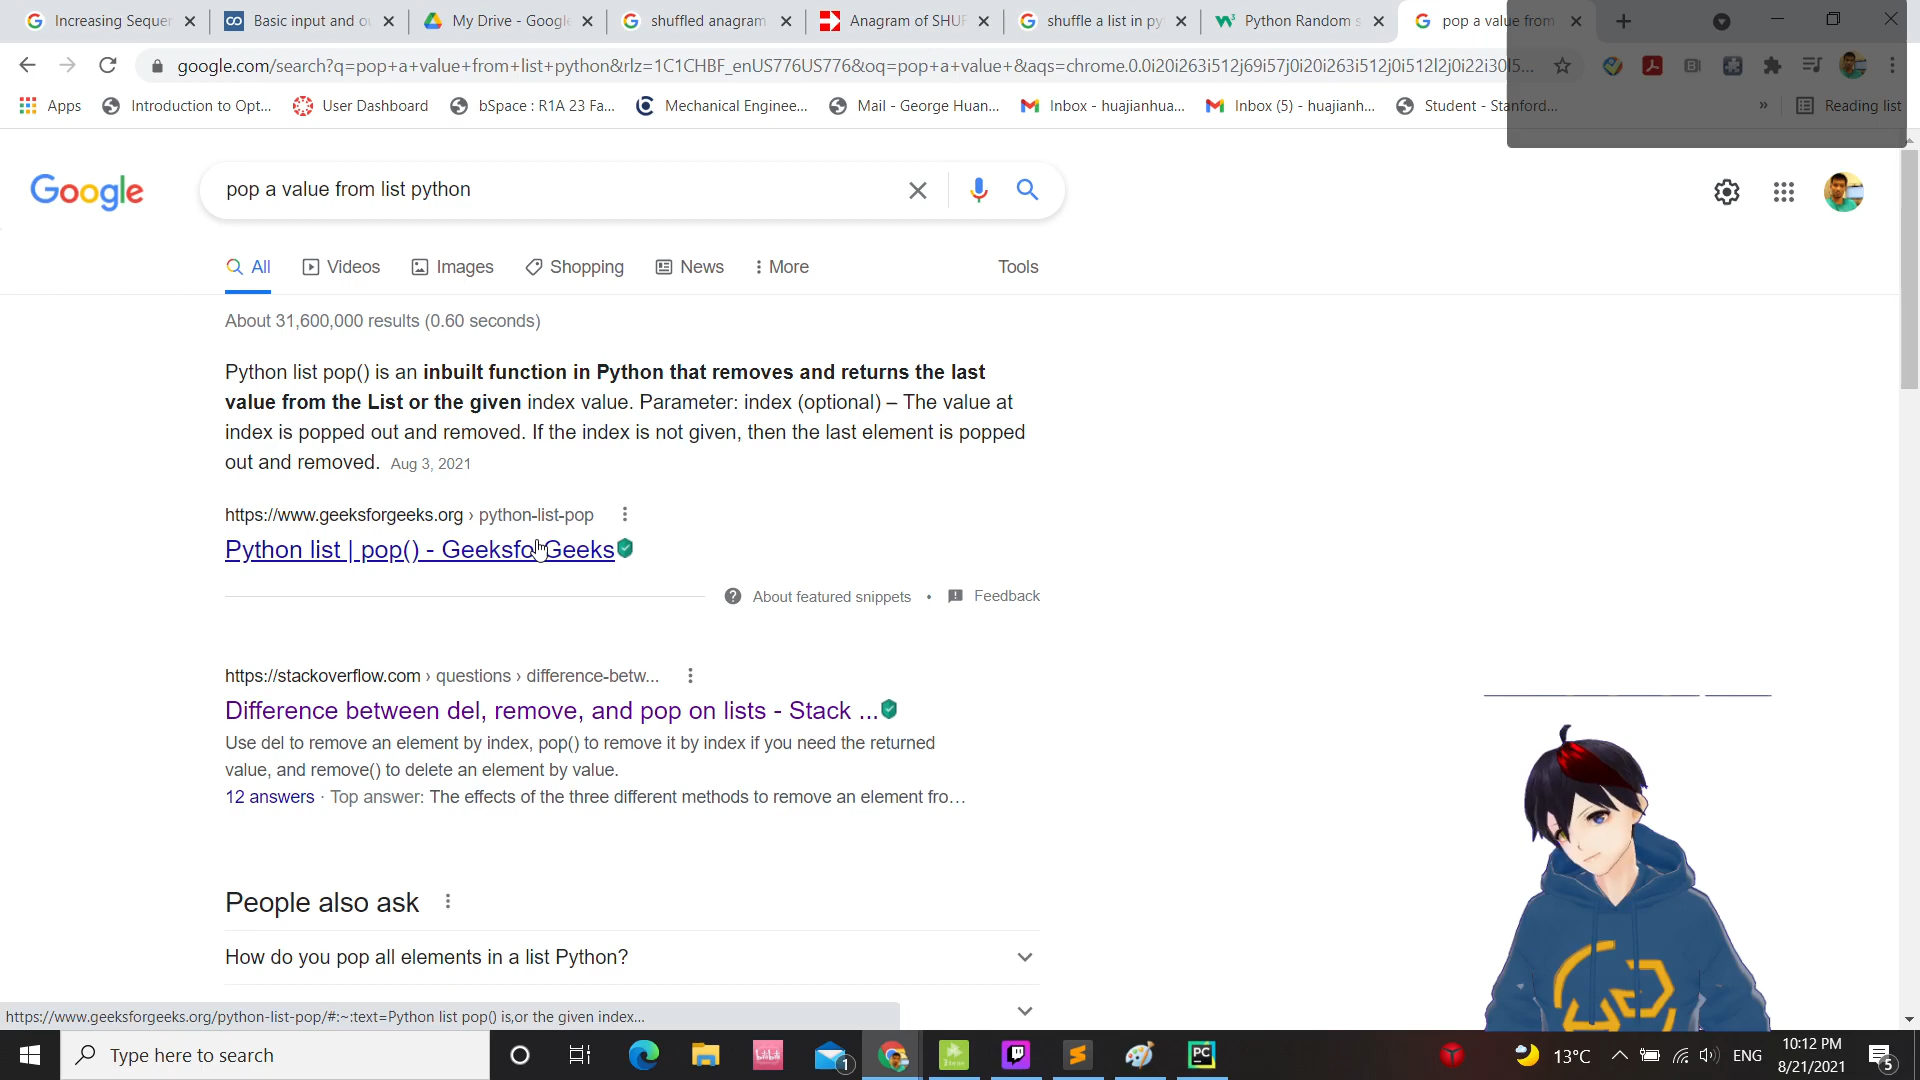 Increasing Sequen
Basic input and ou
My Drive - Google
shuffled anagram
Anagram of SHUF
shuffle a list in py
Python Random s
pop a value from
google.com/search?q=pop+a+value+from+list+python&rlz=1C1CHBF_enUS776US776&oq=pop+a+value+&aqs=chrome.0.0i20i263i512j69i57j0i20i263i512j0i512l2j0i22i30l5...
Apps
Introduction to Opt...
User Dashboard
bSpace : R1A 23 Fa...
Mechanical Enginee...
Mail - George Huan...
Inbox - huajianhua...
Inbox (5) - huajianh...
Student - Stanford...
»
Reading list
Google
pop a value from list python
All
Videos
Images
Shopping
News
More
Tools
About 31,600,000 results (0.60 seconds)
Python list pop() is an inbuilt function in Python that removes and returns the last
value from the List or the given index value. Parameter: index (optional) – The value at
index is popped out and removed. If the index is not given, then the last element is popped
out and removed. Aug 3, 2021
https://www.geeksforgeeks.org › python-list-pop
Python list | pop() - GeeksforGeeks
About featured snippets • Feedback
https://stackoverflow.com › questions › difference-betw...
Difference between del, remove, and pop on lists - Stack ...
Use del to remove an element by index, pop() to remove it by index if you need the returned
value, and remove() to delete an element by value.
12 answers · Top answer: The effects of the three different methods to remove an element fro...
People also ask
How do you pop all elements in a list Python?
https://www.geeksforgeeks.org/python-list-pop/#:~:text=Python list pop() is,or the given index...
Type here to search
1
PC
13°C
ENG
10:12 PM
8/21/2021
5